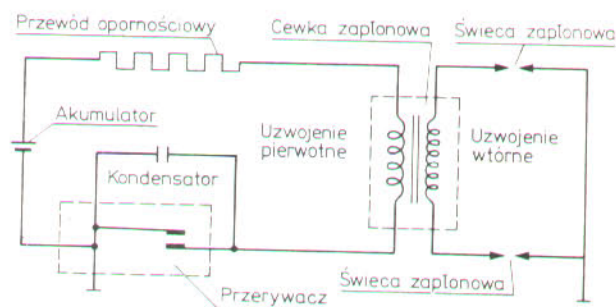 Przewód opornościowy
Cewka zapłonowa
Świeca zapłonowa
Akumulator
Uzwojenie
pierwotne
Uzwojenie
wtórne
Kondensator
Świeca zapłonowa
Przerywacz